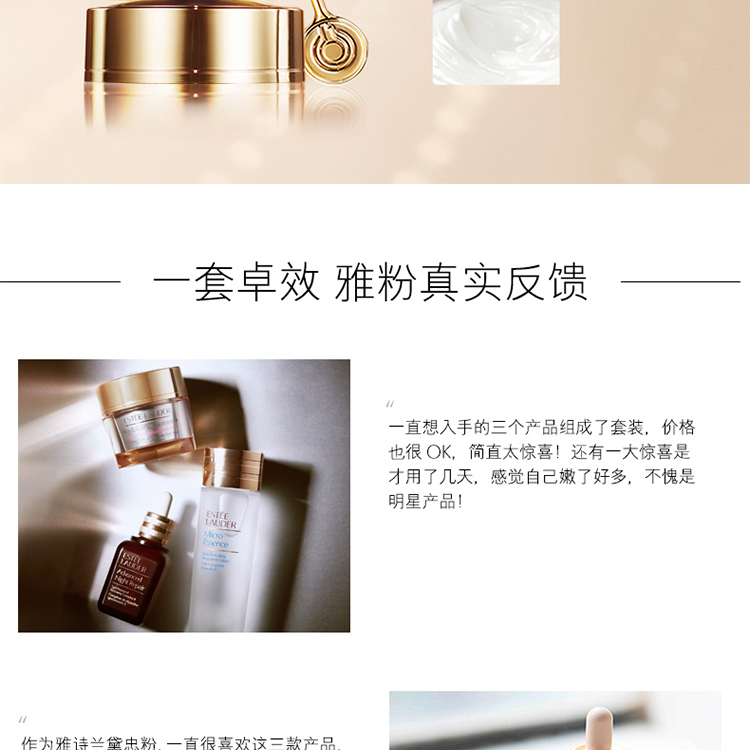 一套卓效 雅粉真实反馈
“
一直想入手的三个产品组成了套装，价格
也很 OK，简直太惊喜！还有一大惊喜是
才用了几天，感觉自己嫩了好多，不愧是
明星产品！
ESTĒE LAUDER
ESTĒE
LAUDER
Micro
Essence
ESTĒE
LAUDER
Advanced
Night Repair
“
作为雅诗兰黛忠粉，一直很喜欢这三款产品，